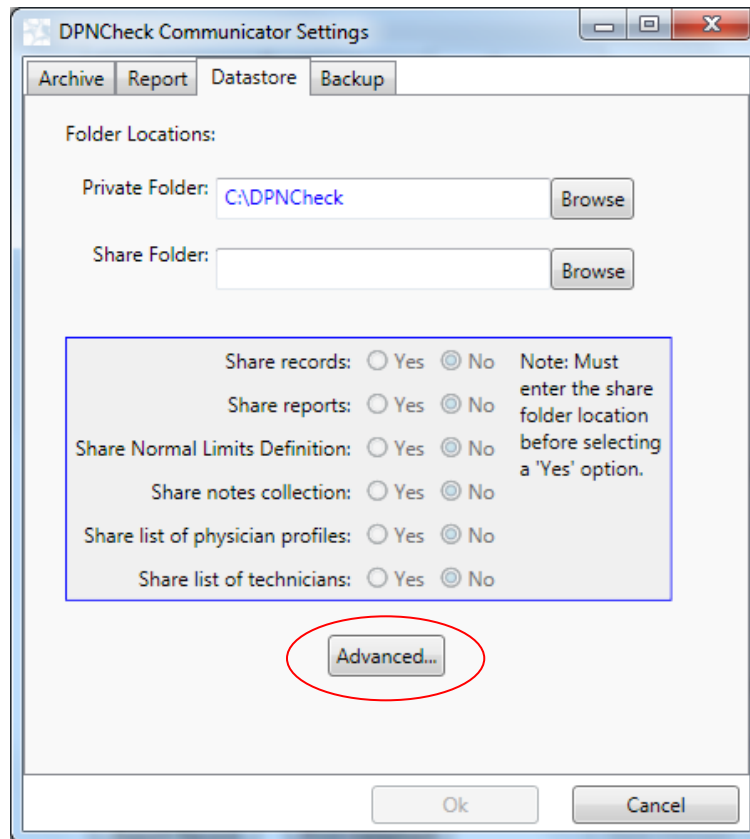 DPNCheck Communicator Settings
Archive Report Datastore Backup
Folder Locations:
Private Folder: C:\DPNCheck Browse
Share Folder: Browse
Share records: Yes No
Share reports: Yes No
Share Normal Limits Definition: Yes No
Share notes collection: Yes No
Share list of physician profiles: Yes No
Share list of technicians: Yes No
Note: Must
enter the share
folder location
before selecting
a 'Yes' option.
Advanced...
Ok Cancel